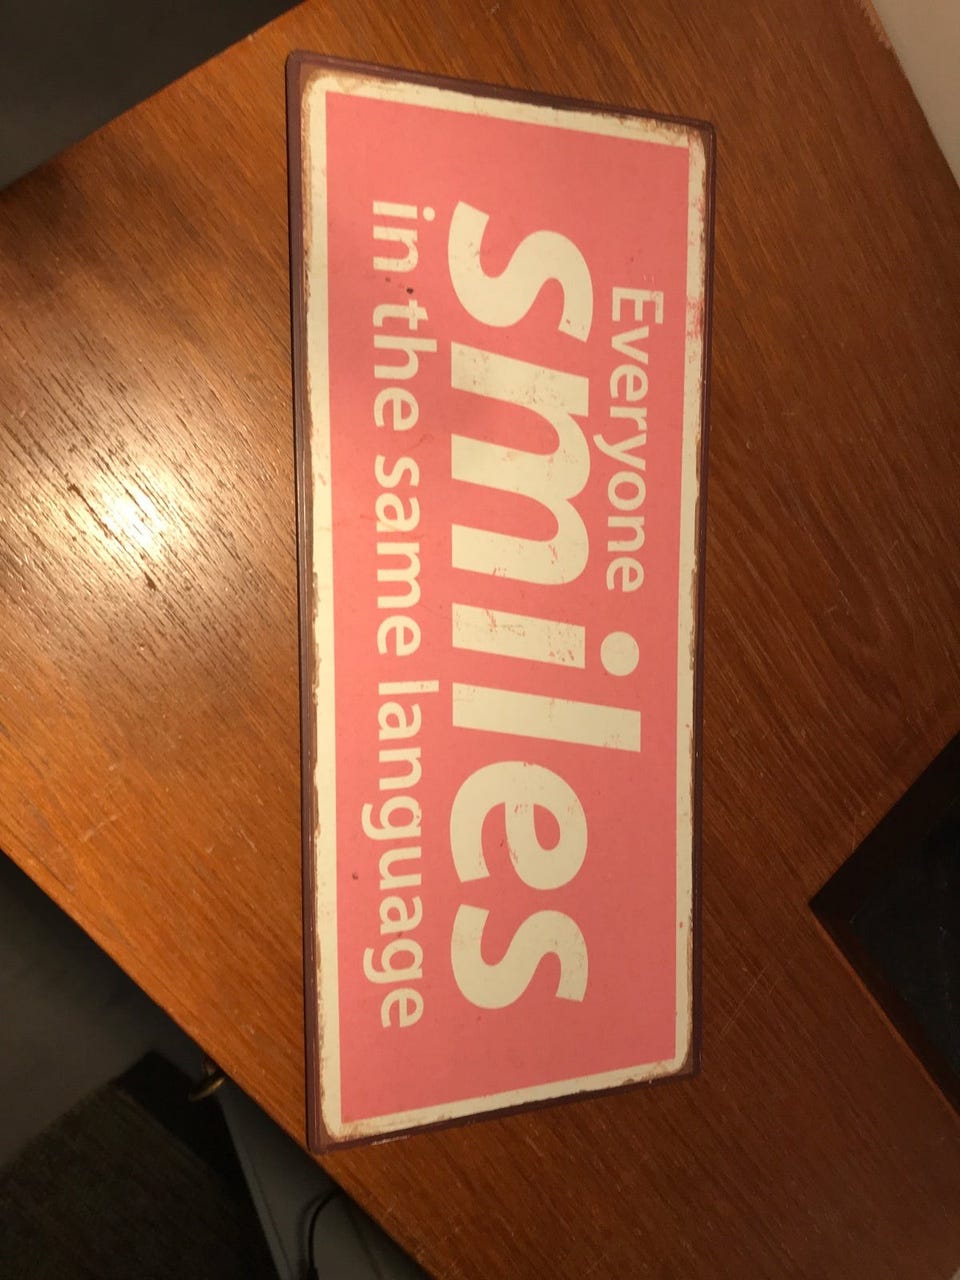 Everyone
smiles
in the same language